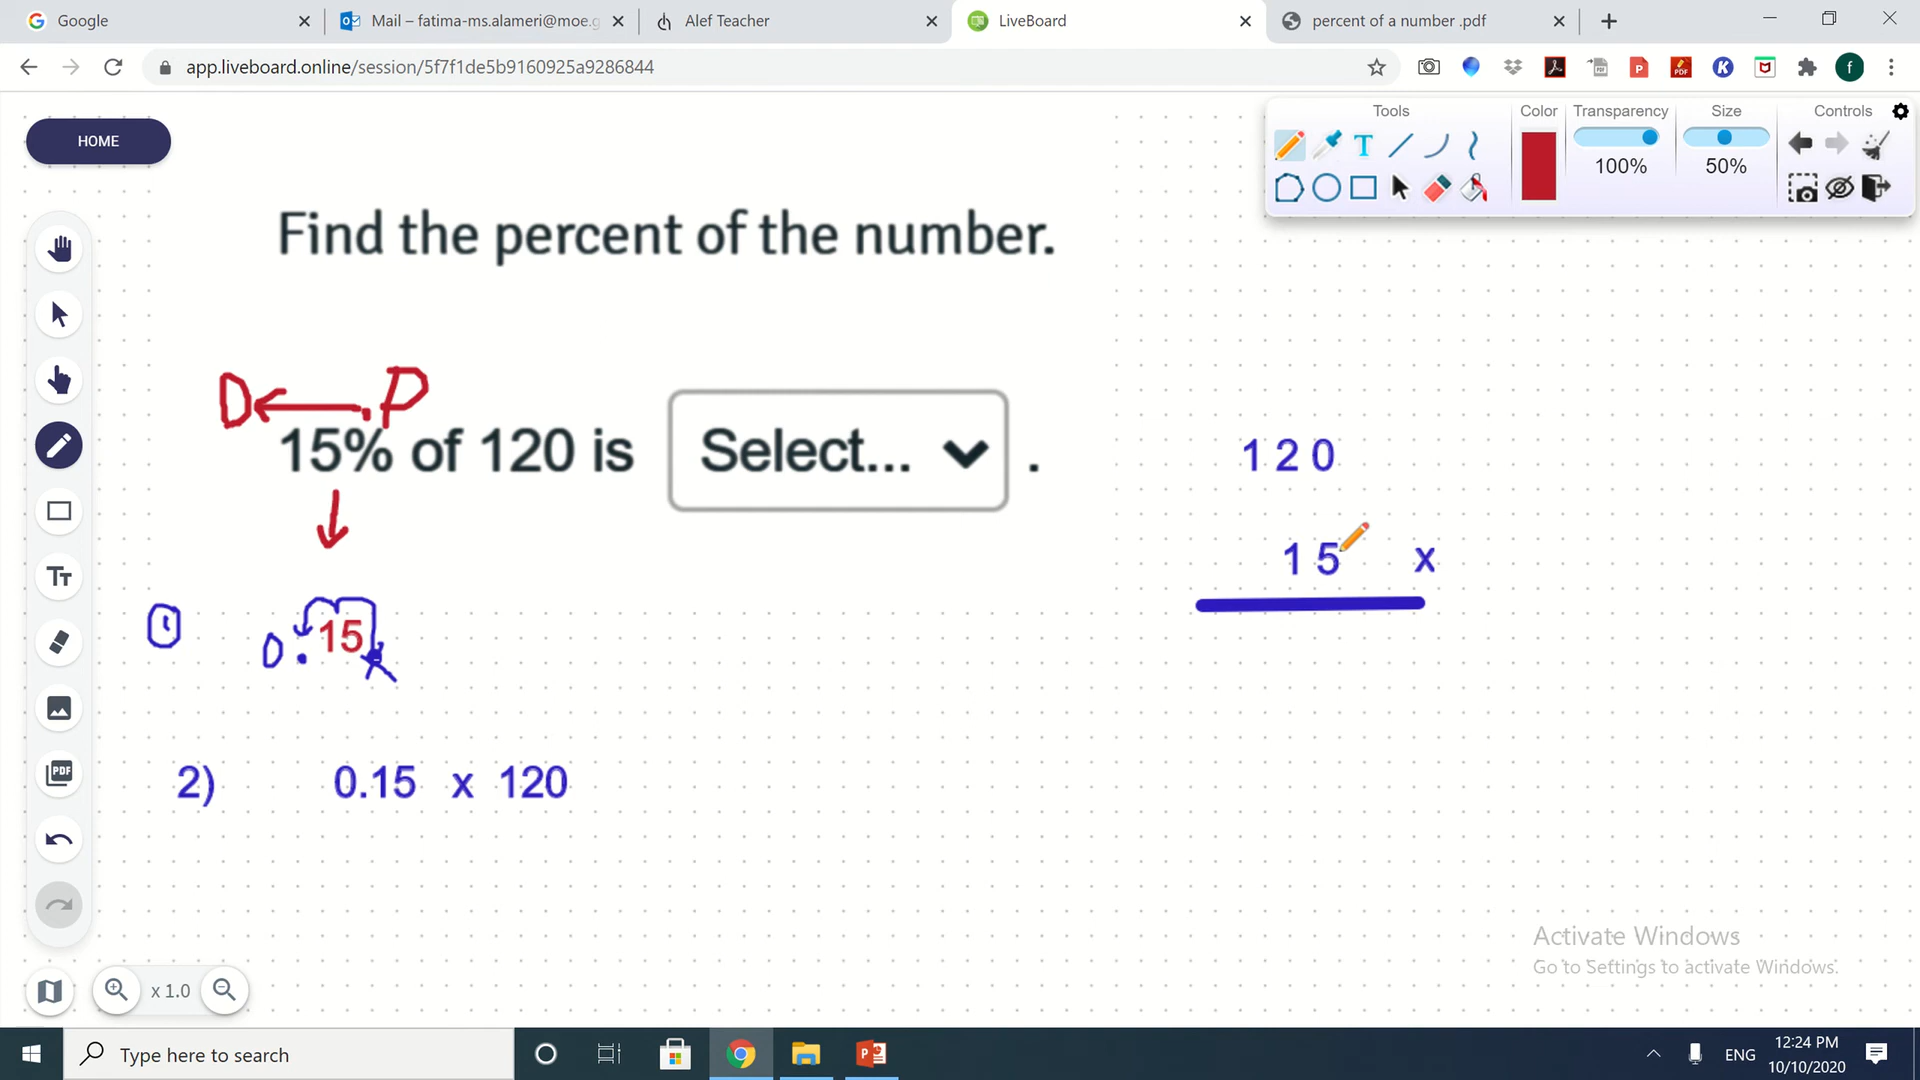 Google
Mail – fatima-ms.alameri@moe.g
Alef Teacher
LiveBoard
percent of a number .pdf
app.liveboard.online/session/5f7f1de5b9160925a9286844
HOME
Tools
Color
Transparency
Size
Controls
100%
50%
Find the percent of the number.
D ← . P
15% of 120 is Select... .
120
15 x
① 0.15
2) 0.15 x 120
Activate Windows
Go to Settings to activate Windows.
x 1.0
Type here to search
ENG
12:24 PM
10/10/2020